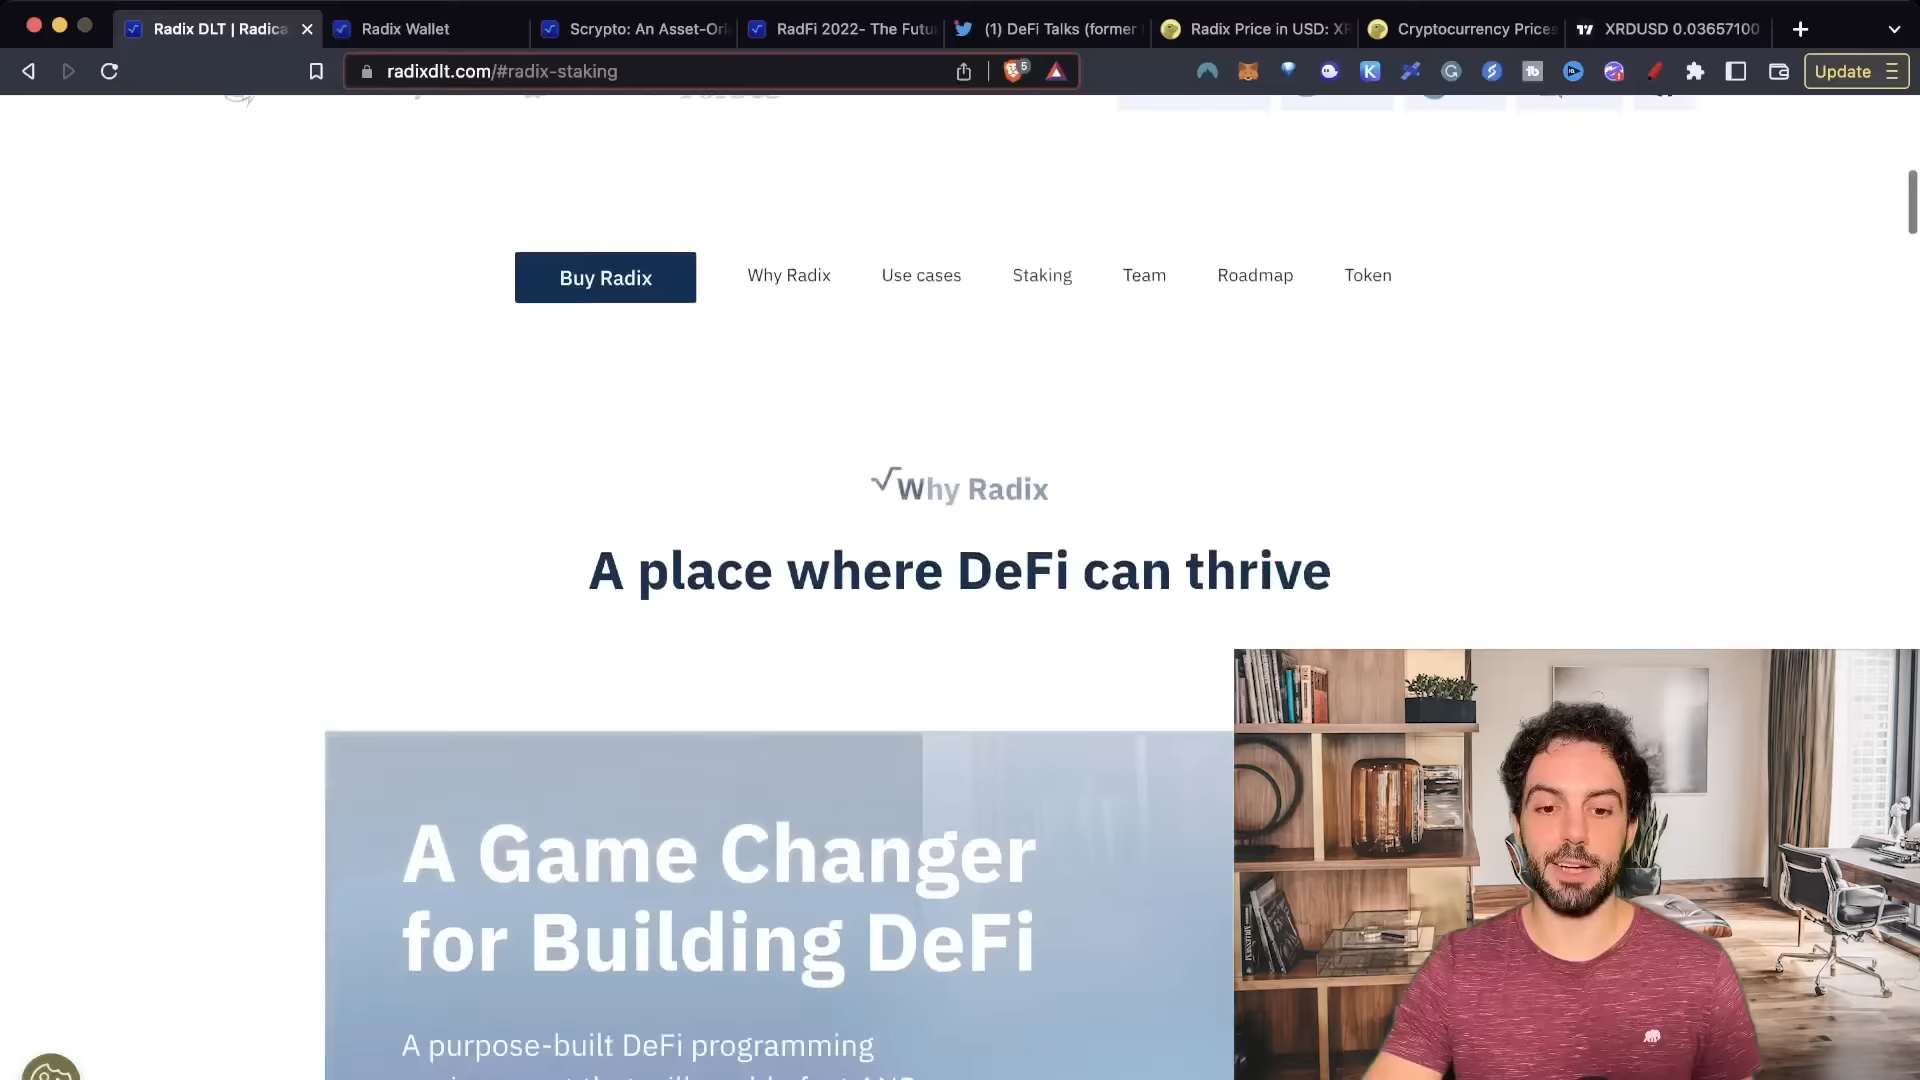 Radix DLT | Radica
Radix Wallet
Scrypto: An Asset-Ori
RadFi 2022- The Futu
(1) DeFi Talks (former
Radix Price in USD: XR
Cryptocurrency Prices
XRDUSD 0.03657100
radixdlt.com/#radix-staking
5
Update
Buy Radix
Why Radix
Use cases
Staking
Team
Roadmap
Token
Why Radix
A place where DeFi can thrive
A Game Changer
for Building DeFi
A purpose-built DeFi programming